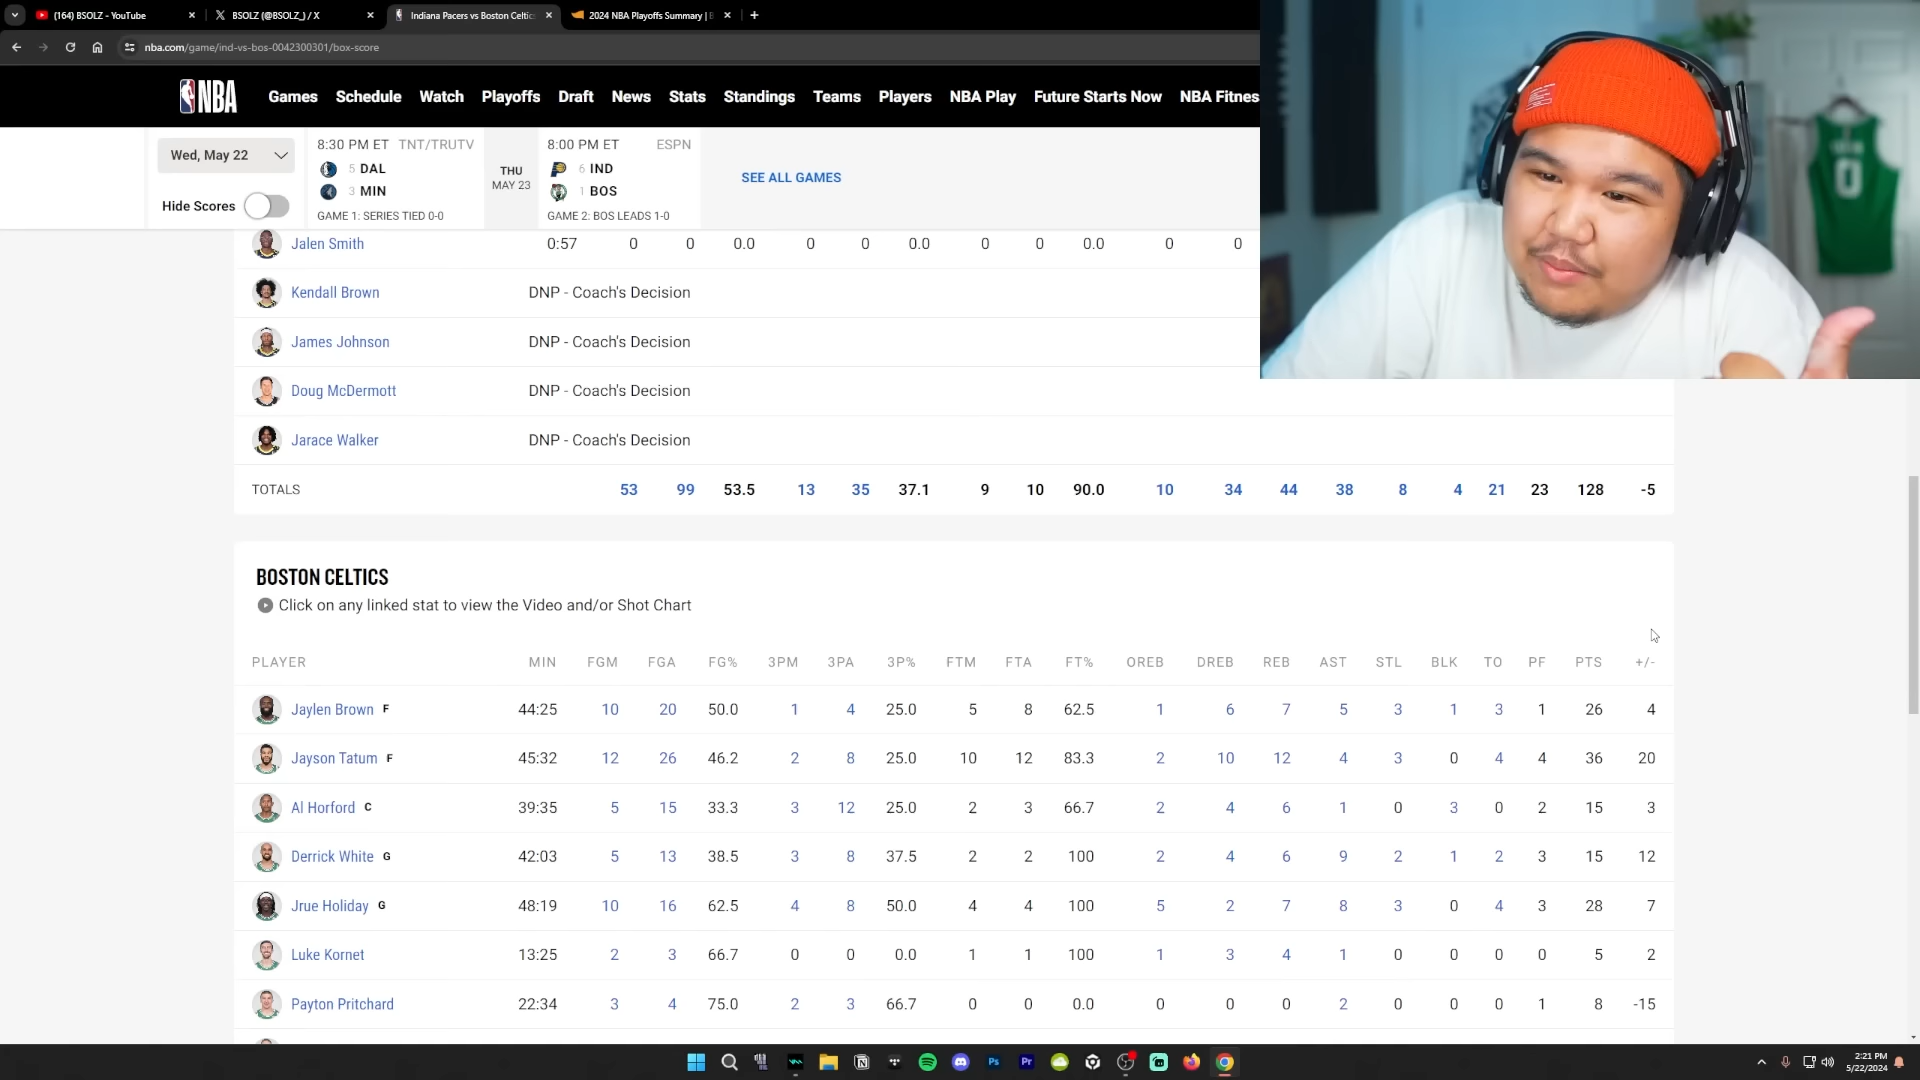 (164) BSOLZ - YouTube
BSOLZ (@BSOLZ_) / X
Indiana Pacers vs Boston Celtic
2024 NBA Playoffs Summary | B
nba.com/game/ind-vs-bos-0042300301/box-score
NBA Games Schedule Watch Playoffs Draft News Stats Standings Teams Players NBA Play Future Starts Now NBA Fitnes
Wed, May 22
Hide Scores
8:30 PM ET TNT/TRUTV
5 DAL
3 MIN
GAME 1: SERIES TIED 0-0
THU
MAY 23
8:00 PM ET ESPN
6 IND
1 BOS
GAME 2: BOS LEADS 1-0
SEE ALL GAMES
Jalen Smith 0:57 0 0 0.0 0 0 0.0 0 0 0.0 0 0
Kendall Brown DNP - Coach's Decision
James Johnson DNP - Coach's Decision
Doug McDermott DNP - Coach's Decision
Jarace Walker DNP - Coach's Decision
TOTALS 53 99 53.5 13 35 37.1 9 10 90.0 10 34 44 38 8 4 21 23 128 -5
BOSTON CELTICS
Click on any linked stat to view the Video and/or Shot Chart
PLAYER MIN FGM FGA FG% 3PM 3PA 3P% FTM FTA FT% OREB DREB REB AST STL BLK TO PF PTS +/-
Jaylen Brown F 44:25 10 20 50.0 1 4 25.0 5 8 62.5 1 6 7 5 3 1 3 1 26 4
Jayson Tatum F 45:32 12 26 46.2 2 8 25.0 10 12 83.3 2 10 12 4 3 0 4 4 36 20
Al Horford C 39:35 5 15 33.3 3 12 25.0 2 3 66.7 2 4 6 1 0 3 0 2 15 3
Derrick White G 42:03 5 13 38.5 3 8 37.5 2 2 100 2 4 6 9 2 1 2 3 15 12
Jrue Holiday G 48:19 10 16 62.5 4 8 50.0 4 4 100 5 2 7 8 3 0 4 3 28 7
Luke Kornet 13:25 2 3 66.7 0 0 0.0 1 1 100 1 3 4 1 0 0 0 0 5 2
Payton Pritchard 22:34 3 4 75.0 2 3 66.7 0 0 0.0 0 0 0 2 0 0 0 1 8 -15
2:21 PM
5/22/2024
0
Ps
Pr